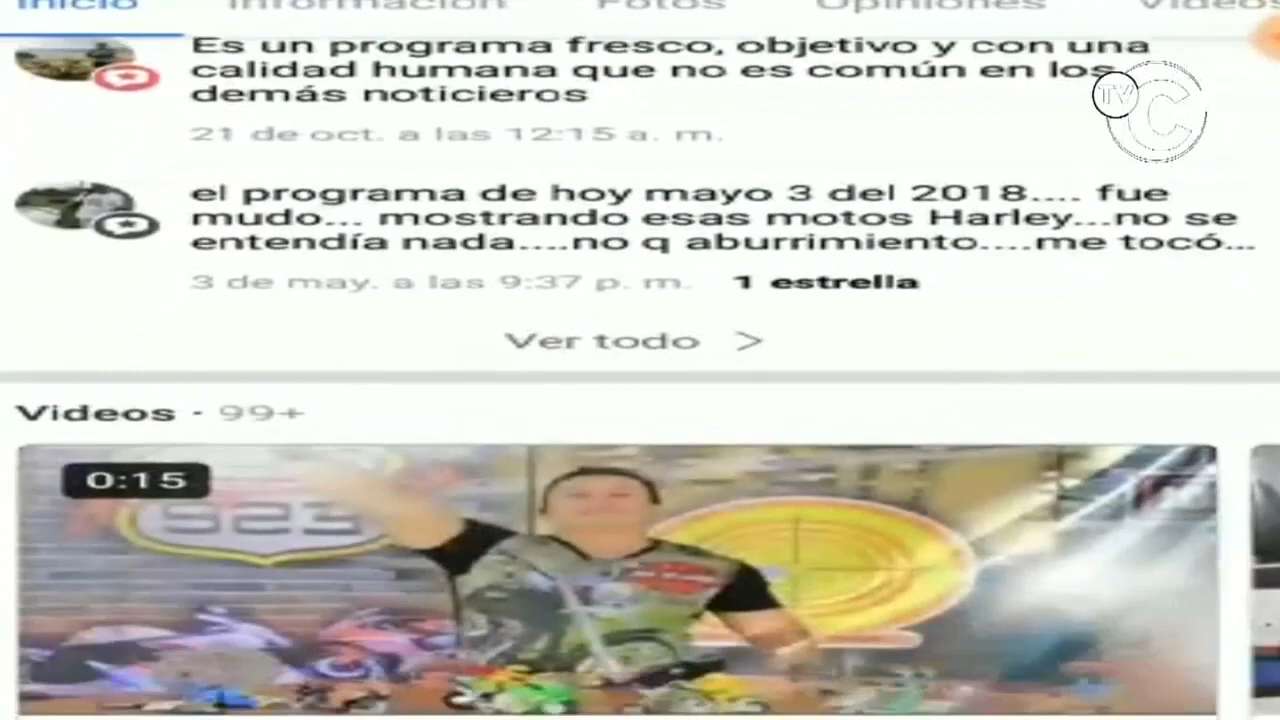 Inicio Información Fotos Opiniones Videos
Es un programa fresco, objetivo y con una
calidad humana que no es común en los
demás noticieros
TV C
21 de oct. a las 12:15 a. m.
el programa de hoy mayo 3 del 2018.... fue
mudo... mostrando esas motos Harley...no se
entendía nada....no q aburrimiento....me tocó...
3 de may. a las 9:37 p. m. 1 estrella
Ver todo >
Videos · 99+
0:15
523